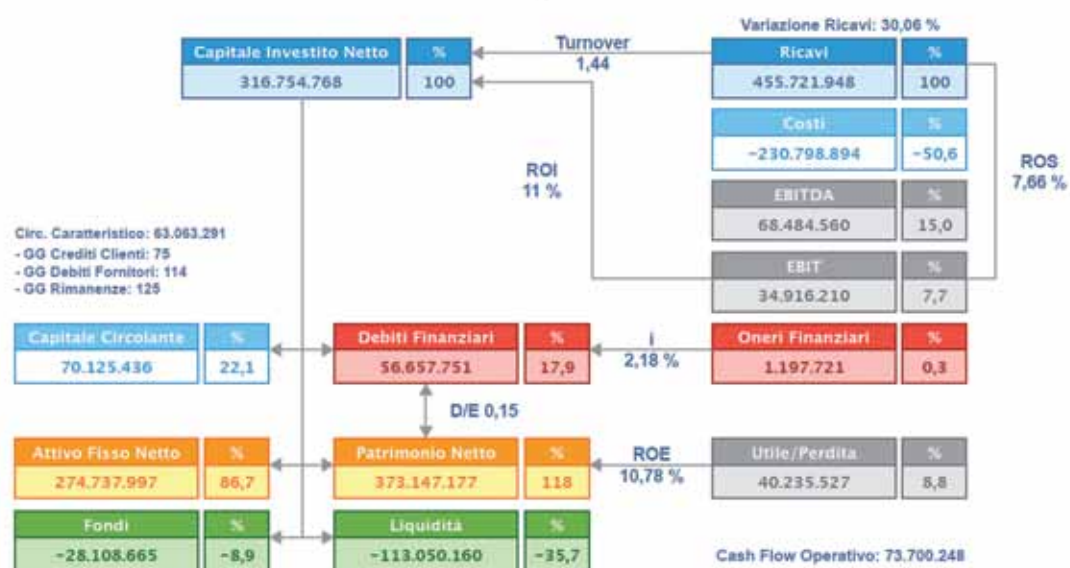 Variazione Ricavi: 30,06 %
Capitale Investito Netto %
316.754.768 100
Turnover
1,44
Ricavi %
455.721.948 100
Costi %
-230.798.894 -50,6
ROI
11 %
ROS
7,66 %
EBITDA %
68.484.560 15,0
EBIT %
34.916.210 7,7
Circ. Caratteristico: 63.063.291
- GG Crediti Clienti: 75
- GG Debiti Fornitori: 114
- GG Rimanenze: 125
Capitale Circolante %
70.125.436 22,1
Debiti Finanziari %
56.657.751 17,9
i
2,18 %
Oneri Finanziari %
1.197.721 0,3
D/E 0,15
Attivo Fisso Netto %
274.737.997 86,7
Patrimonio Netto %
373.147.177 118
ROE
10,78 %
Utile/Perdita %
40.235.527 8,8
Fondi %
-28.108.665 -8,9
Liquidità %
-113.050.160 -35,7
Cash Flow Operativo: 73.700.248